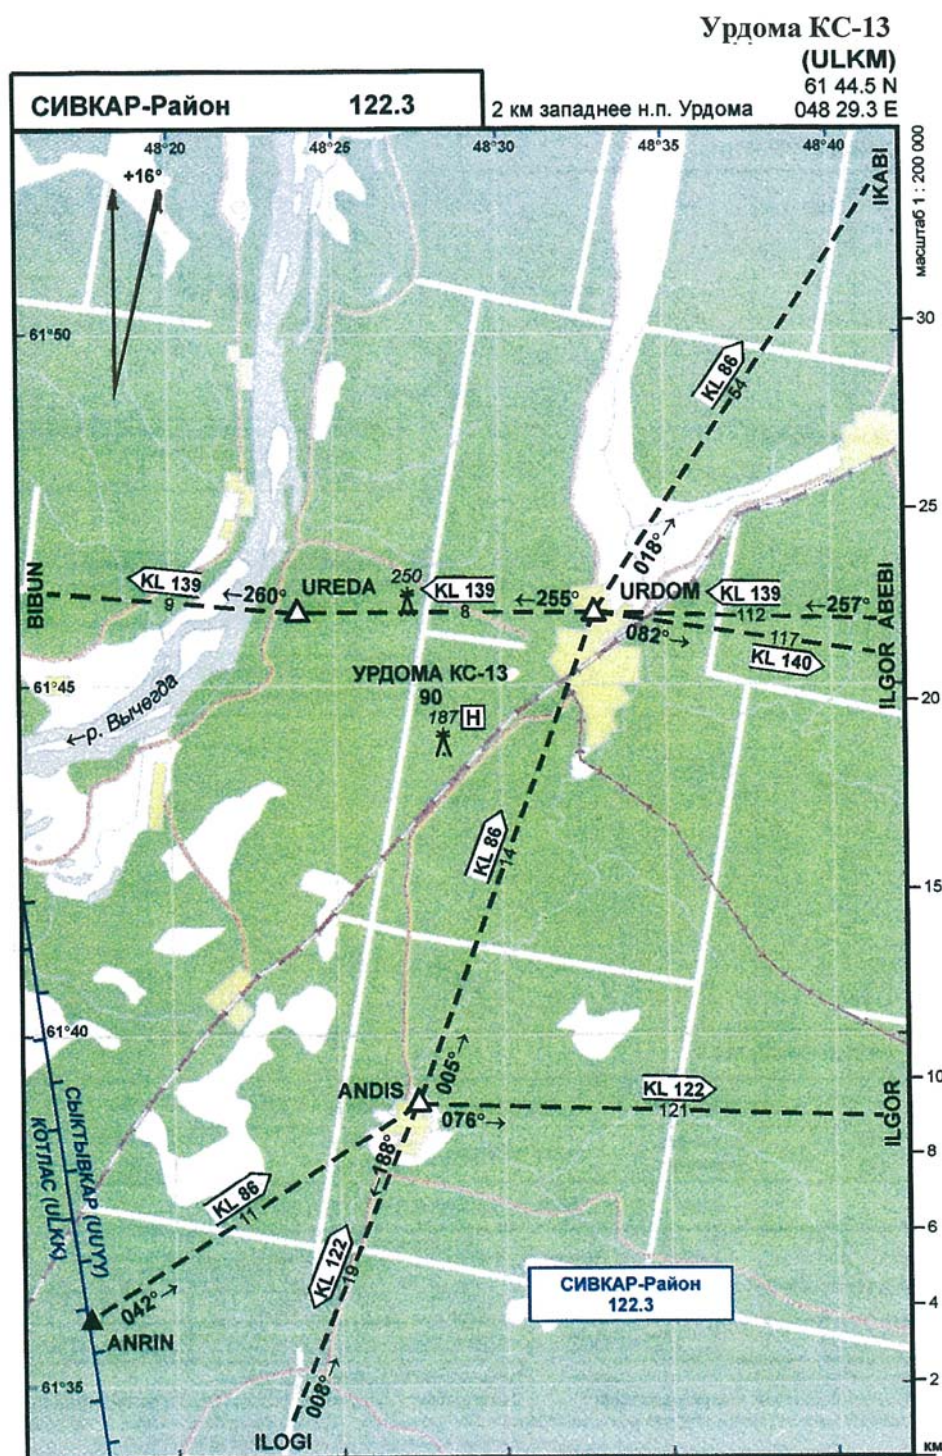 Урдома КС-13
(ULKM)
61 44.5 N
СИВКАР-Район 122.3
2 км западнее н.п. Урдома 048 29.3 E
48°20 48°25 48°30 48°35 48°40
+16°
IKABI
масштаб 1 : 200 000
30
61°50
KL 86
54
25
018°→
BIBUN
KL 139
9
←260°
UREDA
250
KL 139
8
←255°
URDOM
KL 139
112
←257°
ABEBI
082°→
117
KL 140
ILGOR
УРДОМА КС-13
90
61°45
20
187
H
←р. Вычегда
KL 86
14
15
61°40
005°→
10
ANDIS
KL 122
121
076°→
ILGOR
8
СЫКТЫВКАР (UUYY)
КОТЛАС (ULKK)
←188°
KL 86
11
6
KL 122
19
СИВКАР-Район
122.3
042°→
4
ANRIN
61°35
008°→
2
ILOGI
км